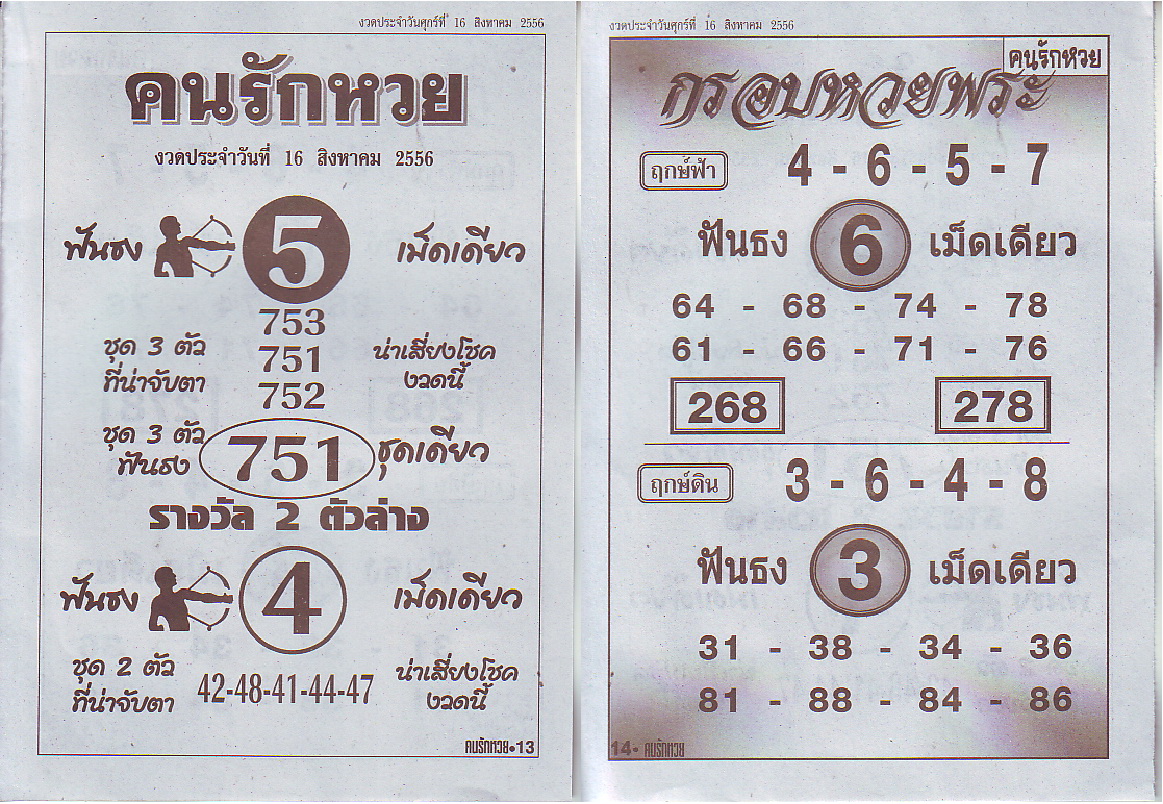 งวดประจำวันศุกร์ที่ 16 สิงหาคม 2556
คนรักหวย
งวดประจำวันที่ 16 สิงหาคม 2556
ฟันธง 5 เม็ดเดียว
753
ชุด 3 ตัว
ที่น่าจับตา
751
น่าเสี่ยงโชค
งวดนี้
752
ชุด 3 ตัว
ฟันธง
751 ชุดเดียว
รางวัล 2 ตัวล่าง
ฟันธง 4 เม็ดเดียว
ชุด 2 ตัว
ที่น่าจับตา
42-48-41-44-47
น่าเสี่ยงโชค
งวดนี้
คนรักหวย•13
งวดประจำวันศุกร์ที่ 16 สิงหาคม 2556
คนรักหวย
กรอบหวยพระ
ฤกษ์ฟ้า 4 - 6 - 5 - 7
ฟันธง 6 เม็ดเดียว
64 - 68 - 74 - 78
61 - 66 - 71 - 76
268 278
ฤกษ์ดิน 3 - 6 - 4 - 8
ฟันธง 3 เม็ดเดียว
31 - 38 - 34 - 36
81 - 88 - 84 - 86
14• คนรักหวย